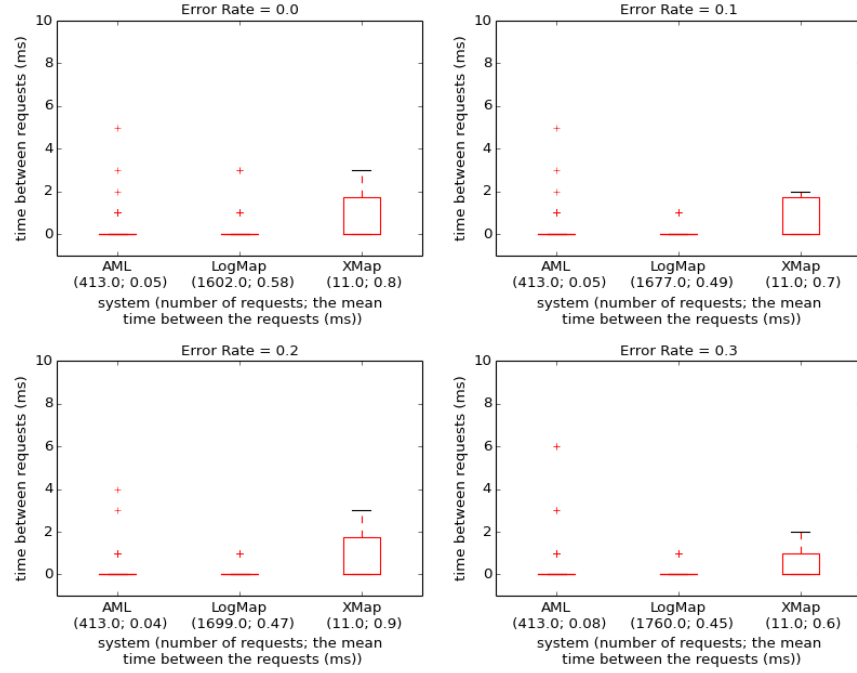 Error Rate = 0.0
10
8
6
4
2
0
time between requests (ms)
AML LogMap XMap
(413.0; 0.05) (1602.0; 0.58) (11.0; 0.8)
system (number of requests; the mean
time between the requests (ms))
Error Rate = 0.1
10
8
6
4
2
0
time between requests (ms)
AML LogMap XMap
(413.0; 0.05) (1677.0; 0.49) (11.0; 0.7)
system (number of requests; the mean
time between the requests (ms))
Error Rate = 0.2
10
8
6
4
2
0
time between requests (ms)
AML LogMap XMap
(413.0; 0.04) (1699.0; 0.47) (11.0; 0.9)
system (number of requests; the mean
time between the requests (ms))
Error Rate = 0.3
10
8
6
4
2
0
time between requests (ms)
AML LogMap XMap
(413.0; 0.08) (1760.0; 0.45) (11.0; 0.6)
system (number of requests; the mean
time between the requests (ms))